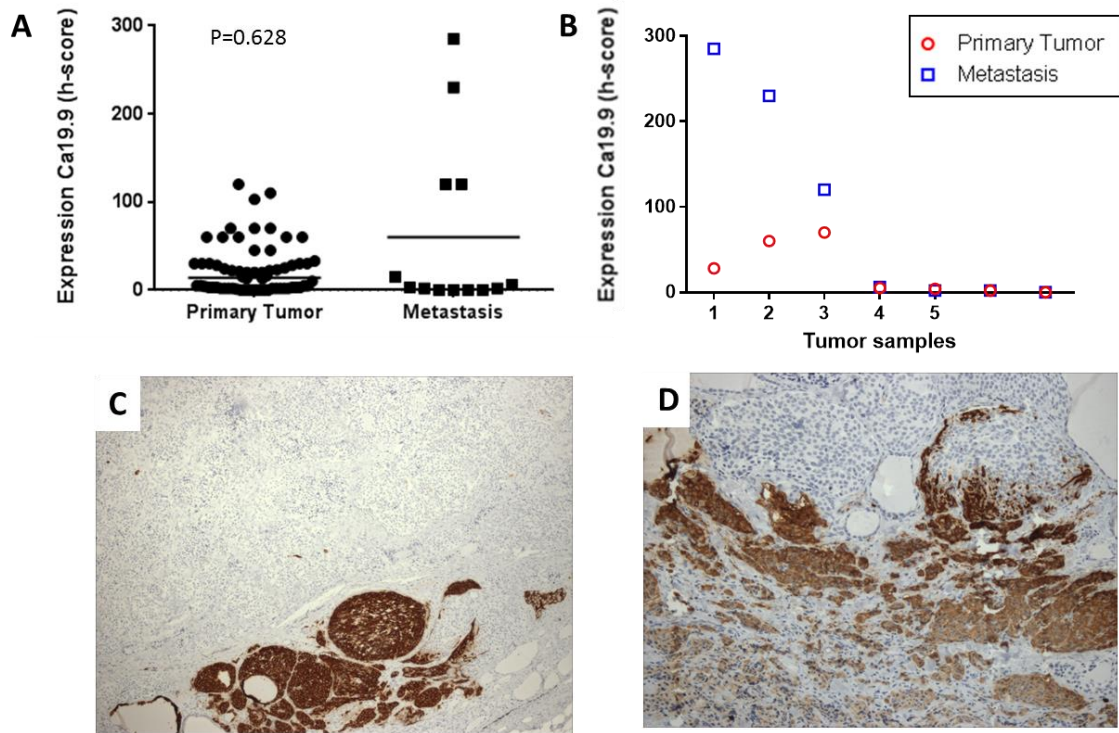 A
Expression Ca19.9 (h-score)
300
200
100
0
P=0.628
Primary Tumor
Metastasis
B
Expression Ca19.9 (h-score)
300
200
100
0
Primary Tumor
Metastasis
1
2
3
4
5
Tumor samples
C
D